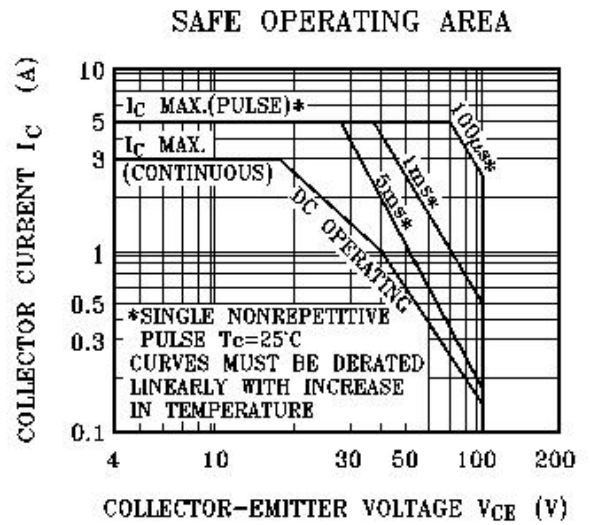 SAFE OPERATING AREA
COLLECTOR CURRENT IC (A)
10
5
3
1
0.5
0.3
0.1
IC MAX.(PULSE)*
IC MAX.
(CONTINUOUS)
100μs*
1ms*
5ms*
DC OPERATING
*SINGLE NONREPETITIVE
PULSE Tc=25°C
CURVES MUST BE DERATED
LINEARLY WITH INCREASE
IN TEMPERATURE
4 10 30 50 100 200
COLLECTOR-EMITTER VOLTAGE VCE (V)